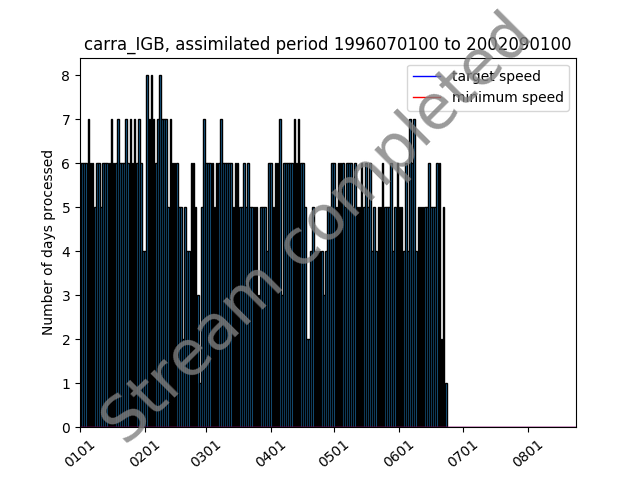 carra_IGB, assimilated period 1996070100 to 2002090100
target speed
minimum speed
Stream completed
Number of days processed
8
7
6
5
4
3
2
1
0
0101 0201 0301 0401 0501 0601 0701 0801